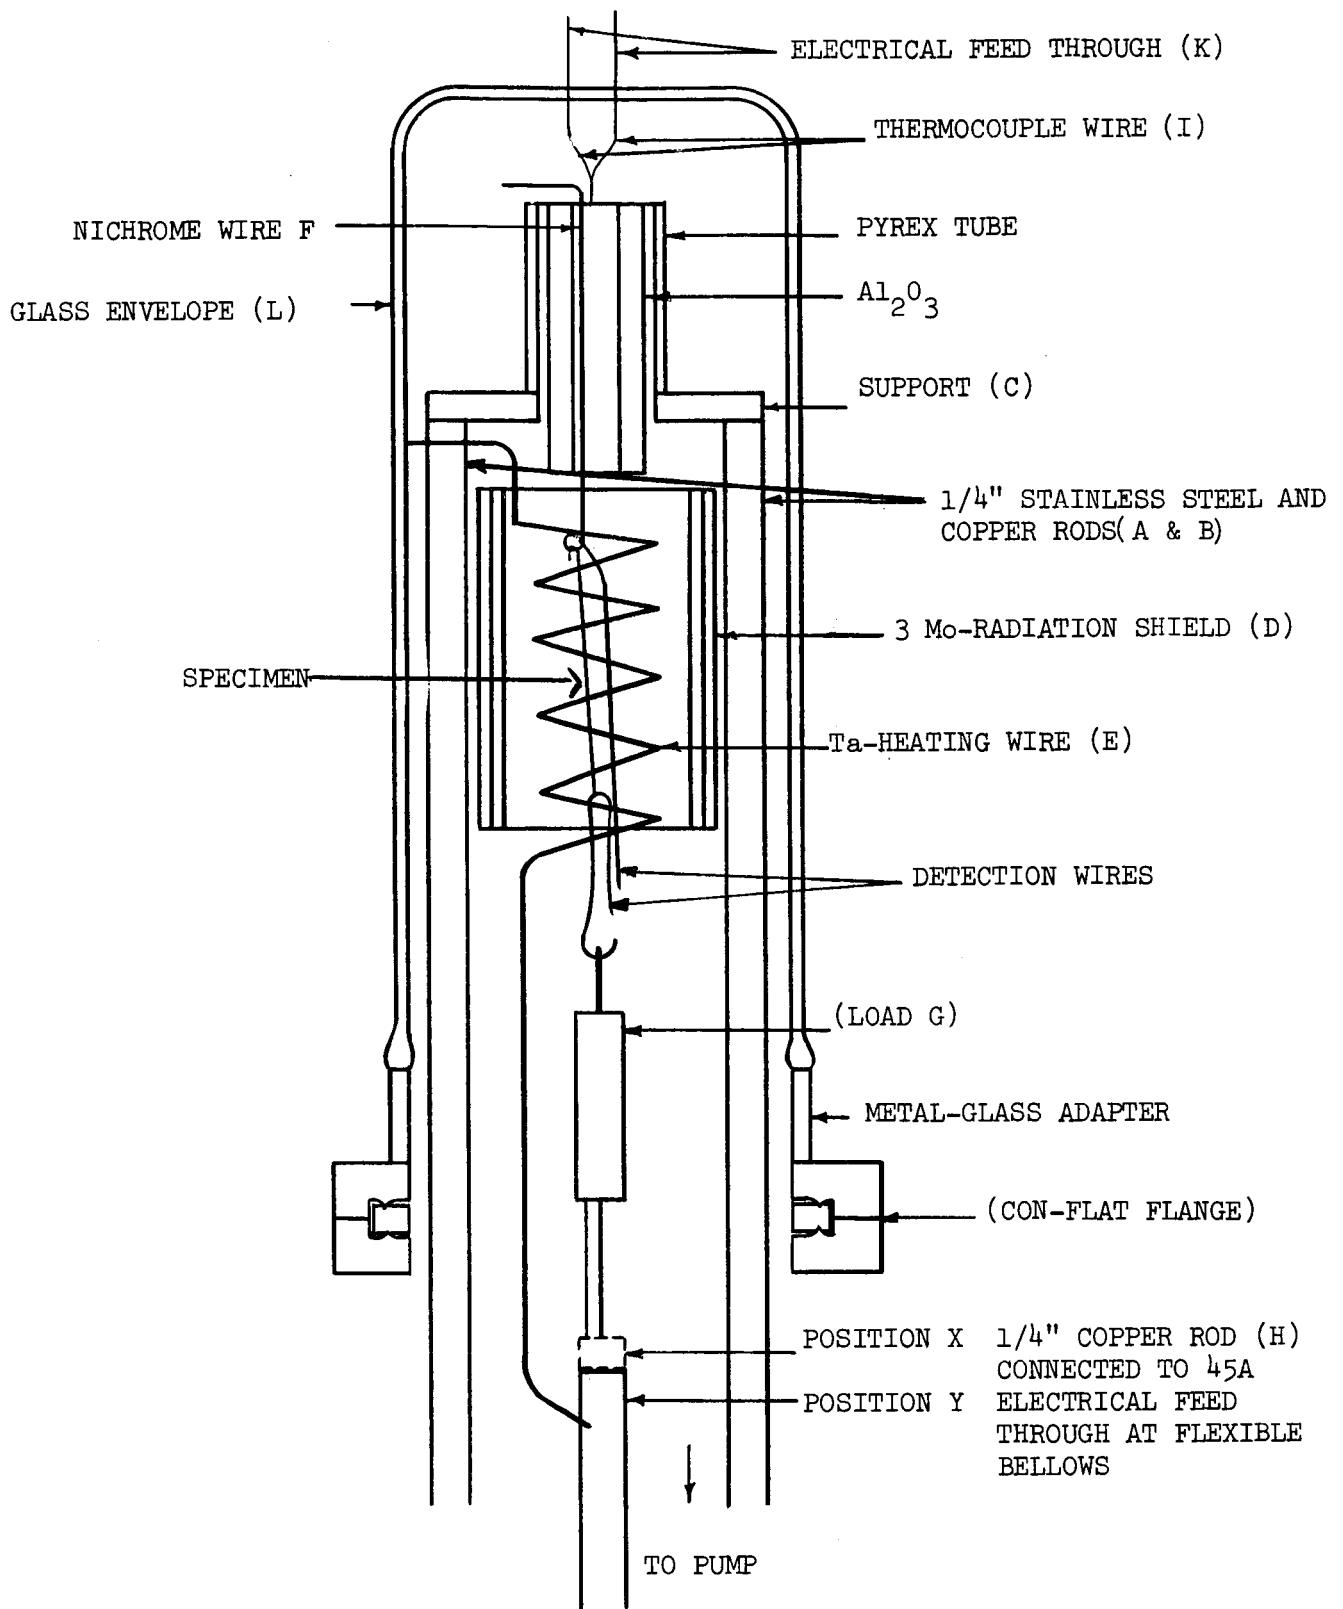 ELECTRICAL FEED THROUGH (K)
THERMOCOUPLE WIRE (I)
NICHROME WIRE F
PYREX TUBE
GLASS ENVELOPE (L)
Al2O3
SUPPORT (C)
1/4" STAINLESS STEEL AND
COPPER RODS(A & B)
3 Mo-RADIATION SHIELD (D)
SPECIMEN
Ta-HEATING WIRE (E)
DETECTION WIRES
(LOAD G)
METAL-GLASS ADAPTER
(CON-FLAT FLANGE)
POSITION X 1/4" COPPER ROD (H)
CONNECTED TO 45A
POSITION Y ELECTRICAL FEED
THROUGH AT FLEXIBLE
BELLOWS
TO PUMP